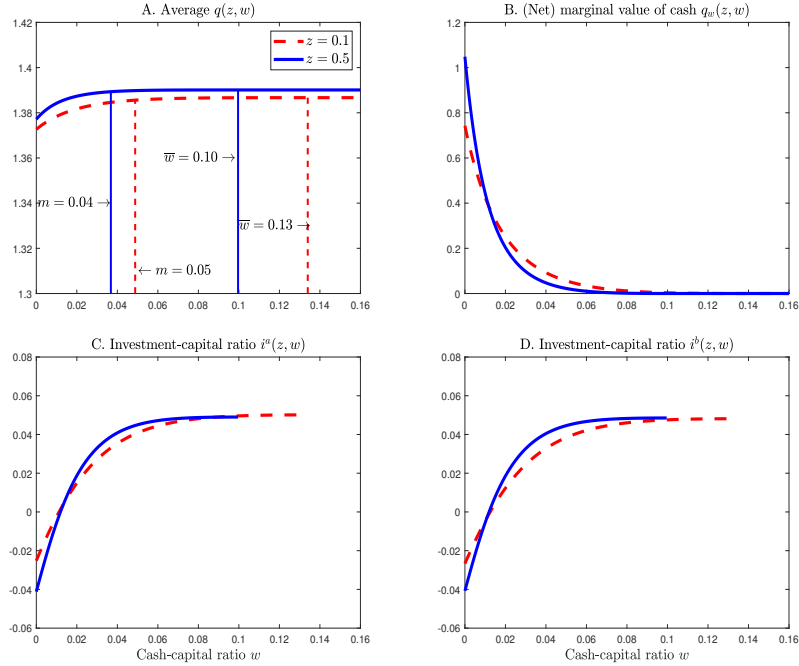 A. Average q(z, w)
1.42
1.4
1.38
1.36
1.34
1.32
1.3
0 0.02 0.04 0.06 0.08 0.1 0.12 0.14 0.16
z = 0.1
z = 0.5
w̅ = 0.10 →
m = 0.04 →
w̅ = 0.13 →
← m = 0.05
B. (Net) marginal value of cash q_w(z, w)
1.2
1
0.8
0.6
0.4
0.2
0
0 0.02 0.04 0.06 0.08 0.1 0.12 0.14 0.16
C. Investment-capital ratio i^a(z, w)
0.08
0.06
0.04
0.02
0
-0.02
-0.04
-0.06
0 0.02 0.04 0.06 0.08 0.1 0.12 0.14 0.16
Cash-capital ratio w
D. Investment-capital ratio i^b(z, w)
0.08
0.06
0.04
0.02
0
-0.02
-0.04
-0.06
0 0.02 0.04 0.06 0.08 0.1 0.12 0.14 0.16
Cash-capital ratio w